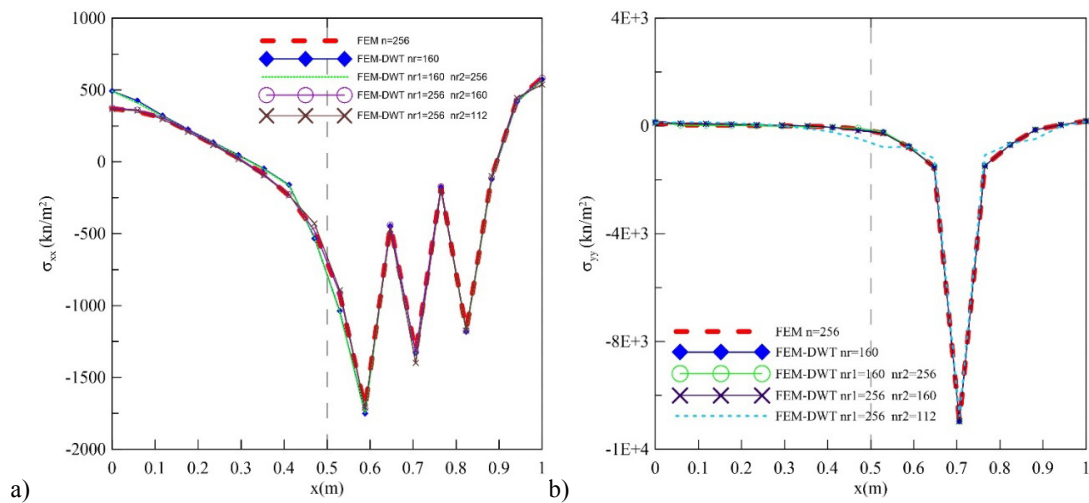 1000
500
0
-500
-1000
-1500
-2000
σxx (kn/m²)
FEM n=256
FEM-DWT nr=160
FEM-DWT nr1=160 nr2=256
FEM-DWT nr1=256 nr2=160
FEM-DWT nr1=256 nr2=112
0 0.1 0.2 0.3 0.4 0.5 0.6 0.7 0.8 0.9 1
x(m)
a)
4E+3
0
-4E+3
-8E+3
-1E+4
σyy (kn/m²)
FEM n=256
FEM-DWT nr=160
FEM-DWT nr1=160 nr2=256
FEM-DWT nr1=256 nr2=160
FEM-DWT nr1=256 nr2=112
0 0.1 0.2 0.3 0.4 0.5 0.6 0.7 0.8 0.9 1
x(m)
b)